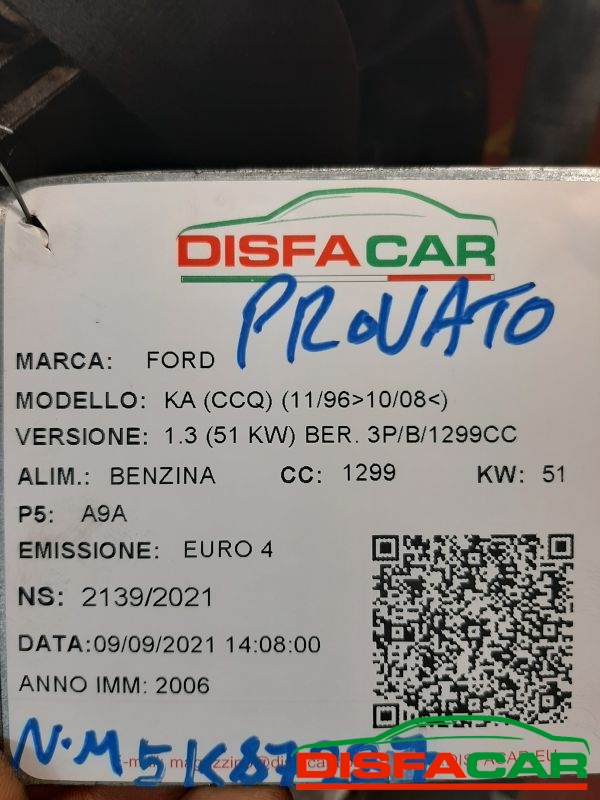 DISFACAR
PROVATO
MARCA: FORD
MODELLO: KA (CCQ) (11/96>10/08<)
VERSIONE: 1.3 (51 KW) BER. 3P/B/1299CC
ALIM.: BENZINA CC: 1299 KW: 51
P5: A9A
EMISSIONE: EURO 4
NS: 2139/2021
DATA:09/09/2021 14:08:00
ANNO IMM: 2006
N.M
DISFACAR.EU
DISFACAR